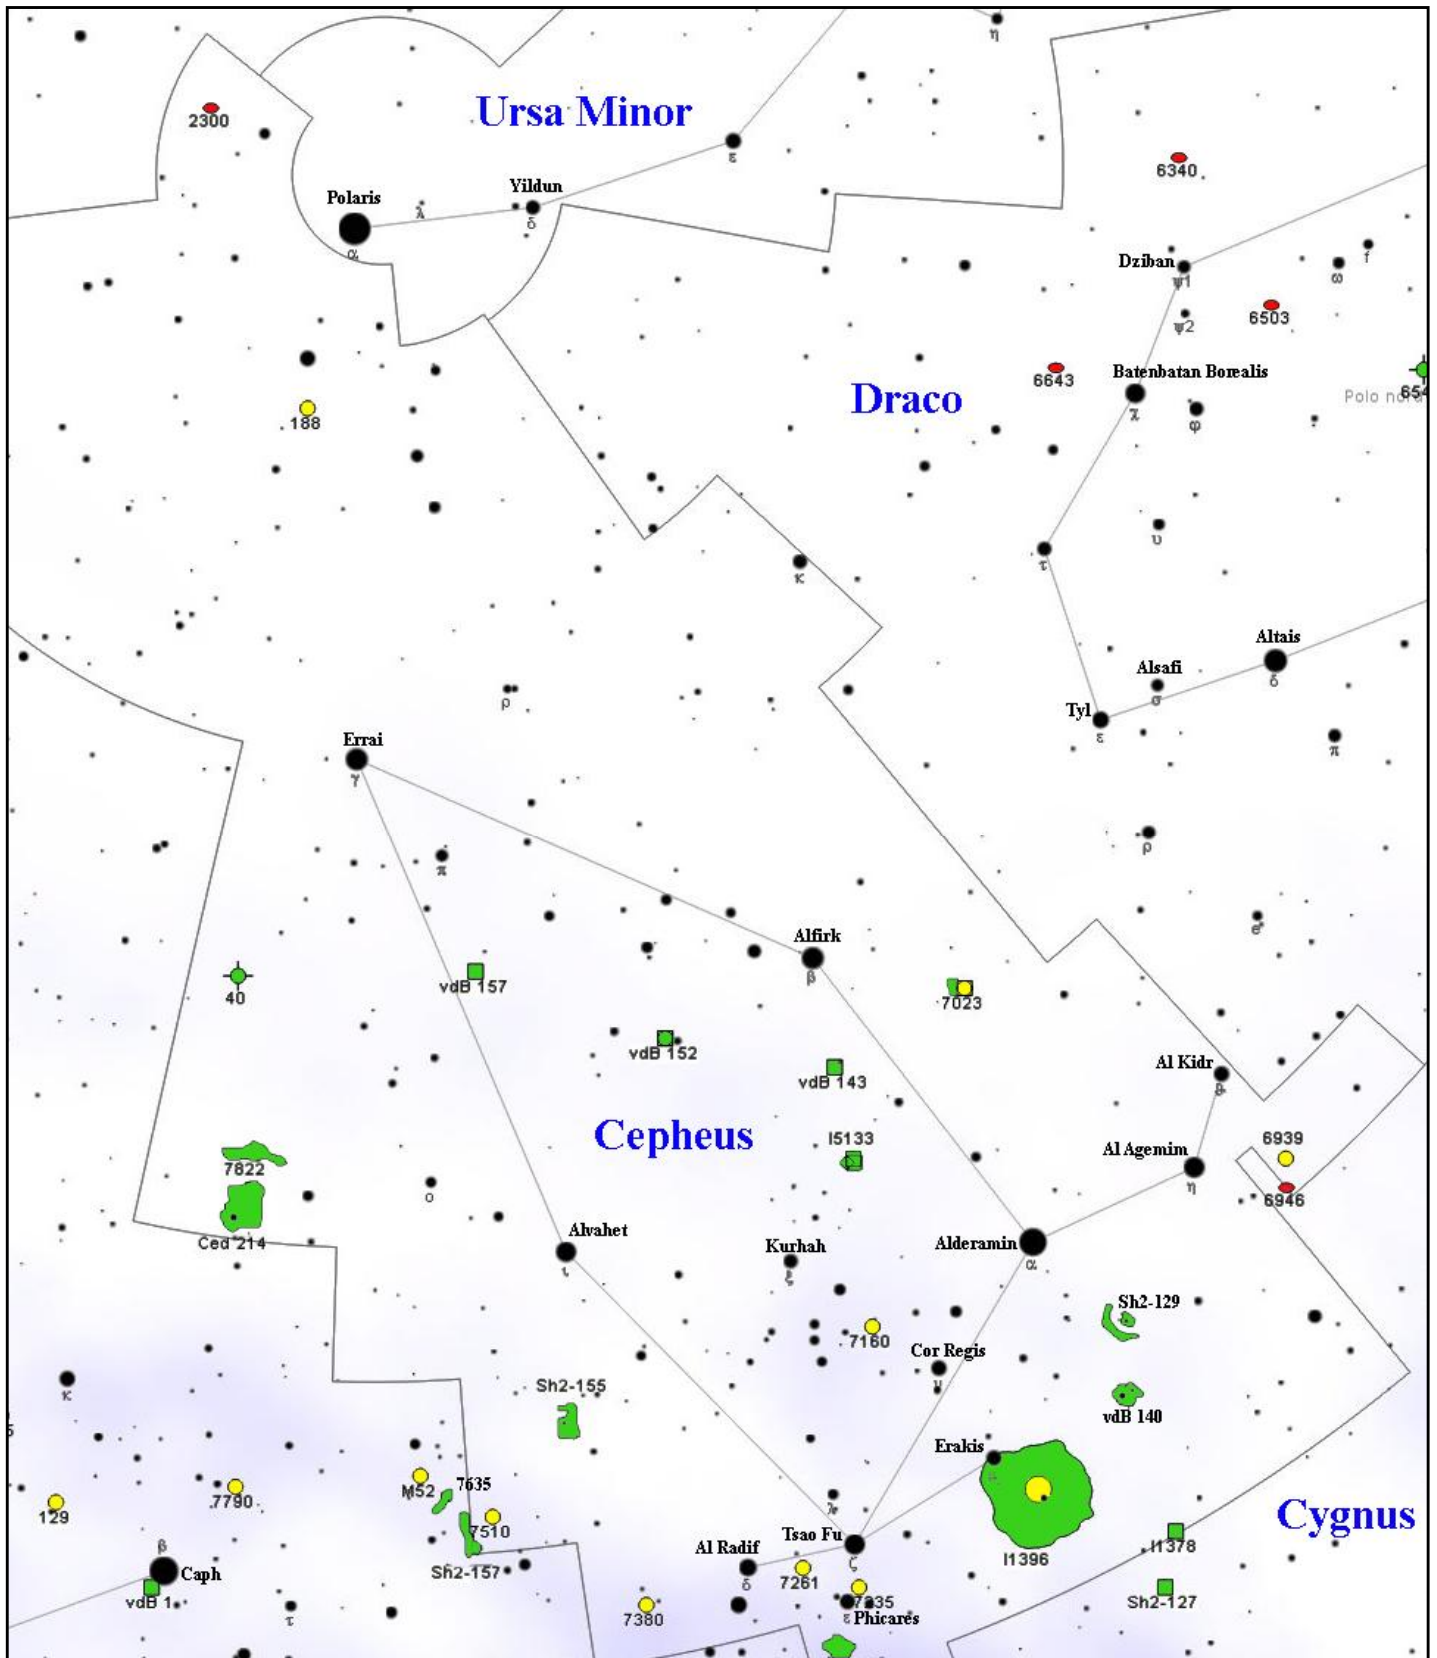 η
Ursa Minor
2300
ε
6340
Yildun
Polaris
λ
δ
α
Dziban
f
ω
ψ1
6503
ψ2
6643
Batenbatan Borealis
Draco
Polo nord
χ
φ
188
υ
τ
κ
Altais
Alsafi
δ
σ
ρ
Tyl
ε
Errai
π
γ
ρ
π
e
Alfirk
β
vdB 157
40
7023
vdB 152
Al Kidr
vdB 143
θ
Cepheus
I5133
6939
Al Agemim
7822
η
o
6946
Alvahet
Ced 214
Kurhah
Alderamin
α
ι
ξ
Sh2-129
7160
Cor Regis
Sh2-155
κ
ν
vdB 140
Erakis
μ
7635
M52
7790
λ
129
7510
Cygnus
Tsao Fu
β
Al Radif
I1378
I1396
ζ
Caph
Sh2-157
7261
δ
vdB 1
7235
Sh2-127
7380
τ
ε
Phicares